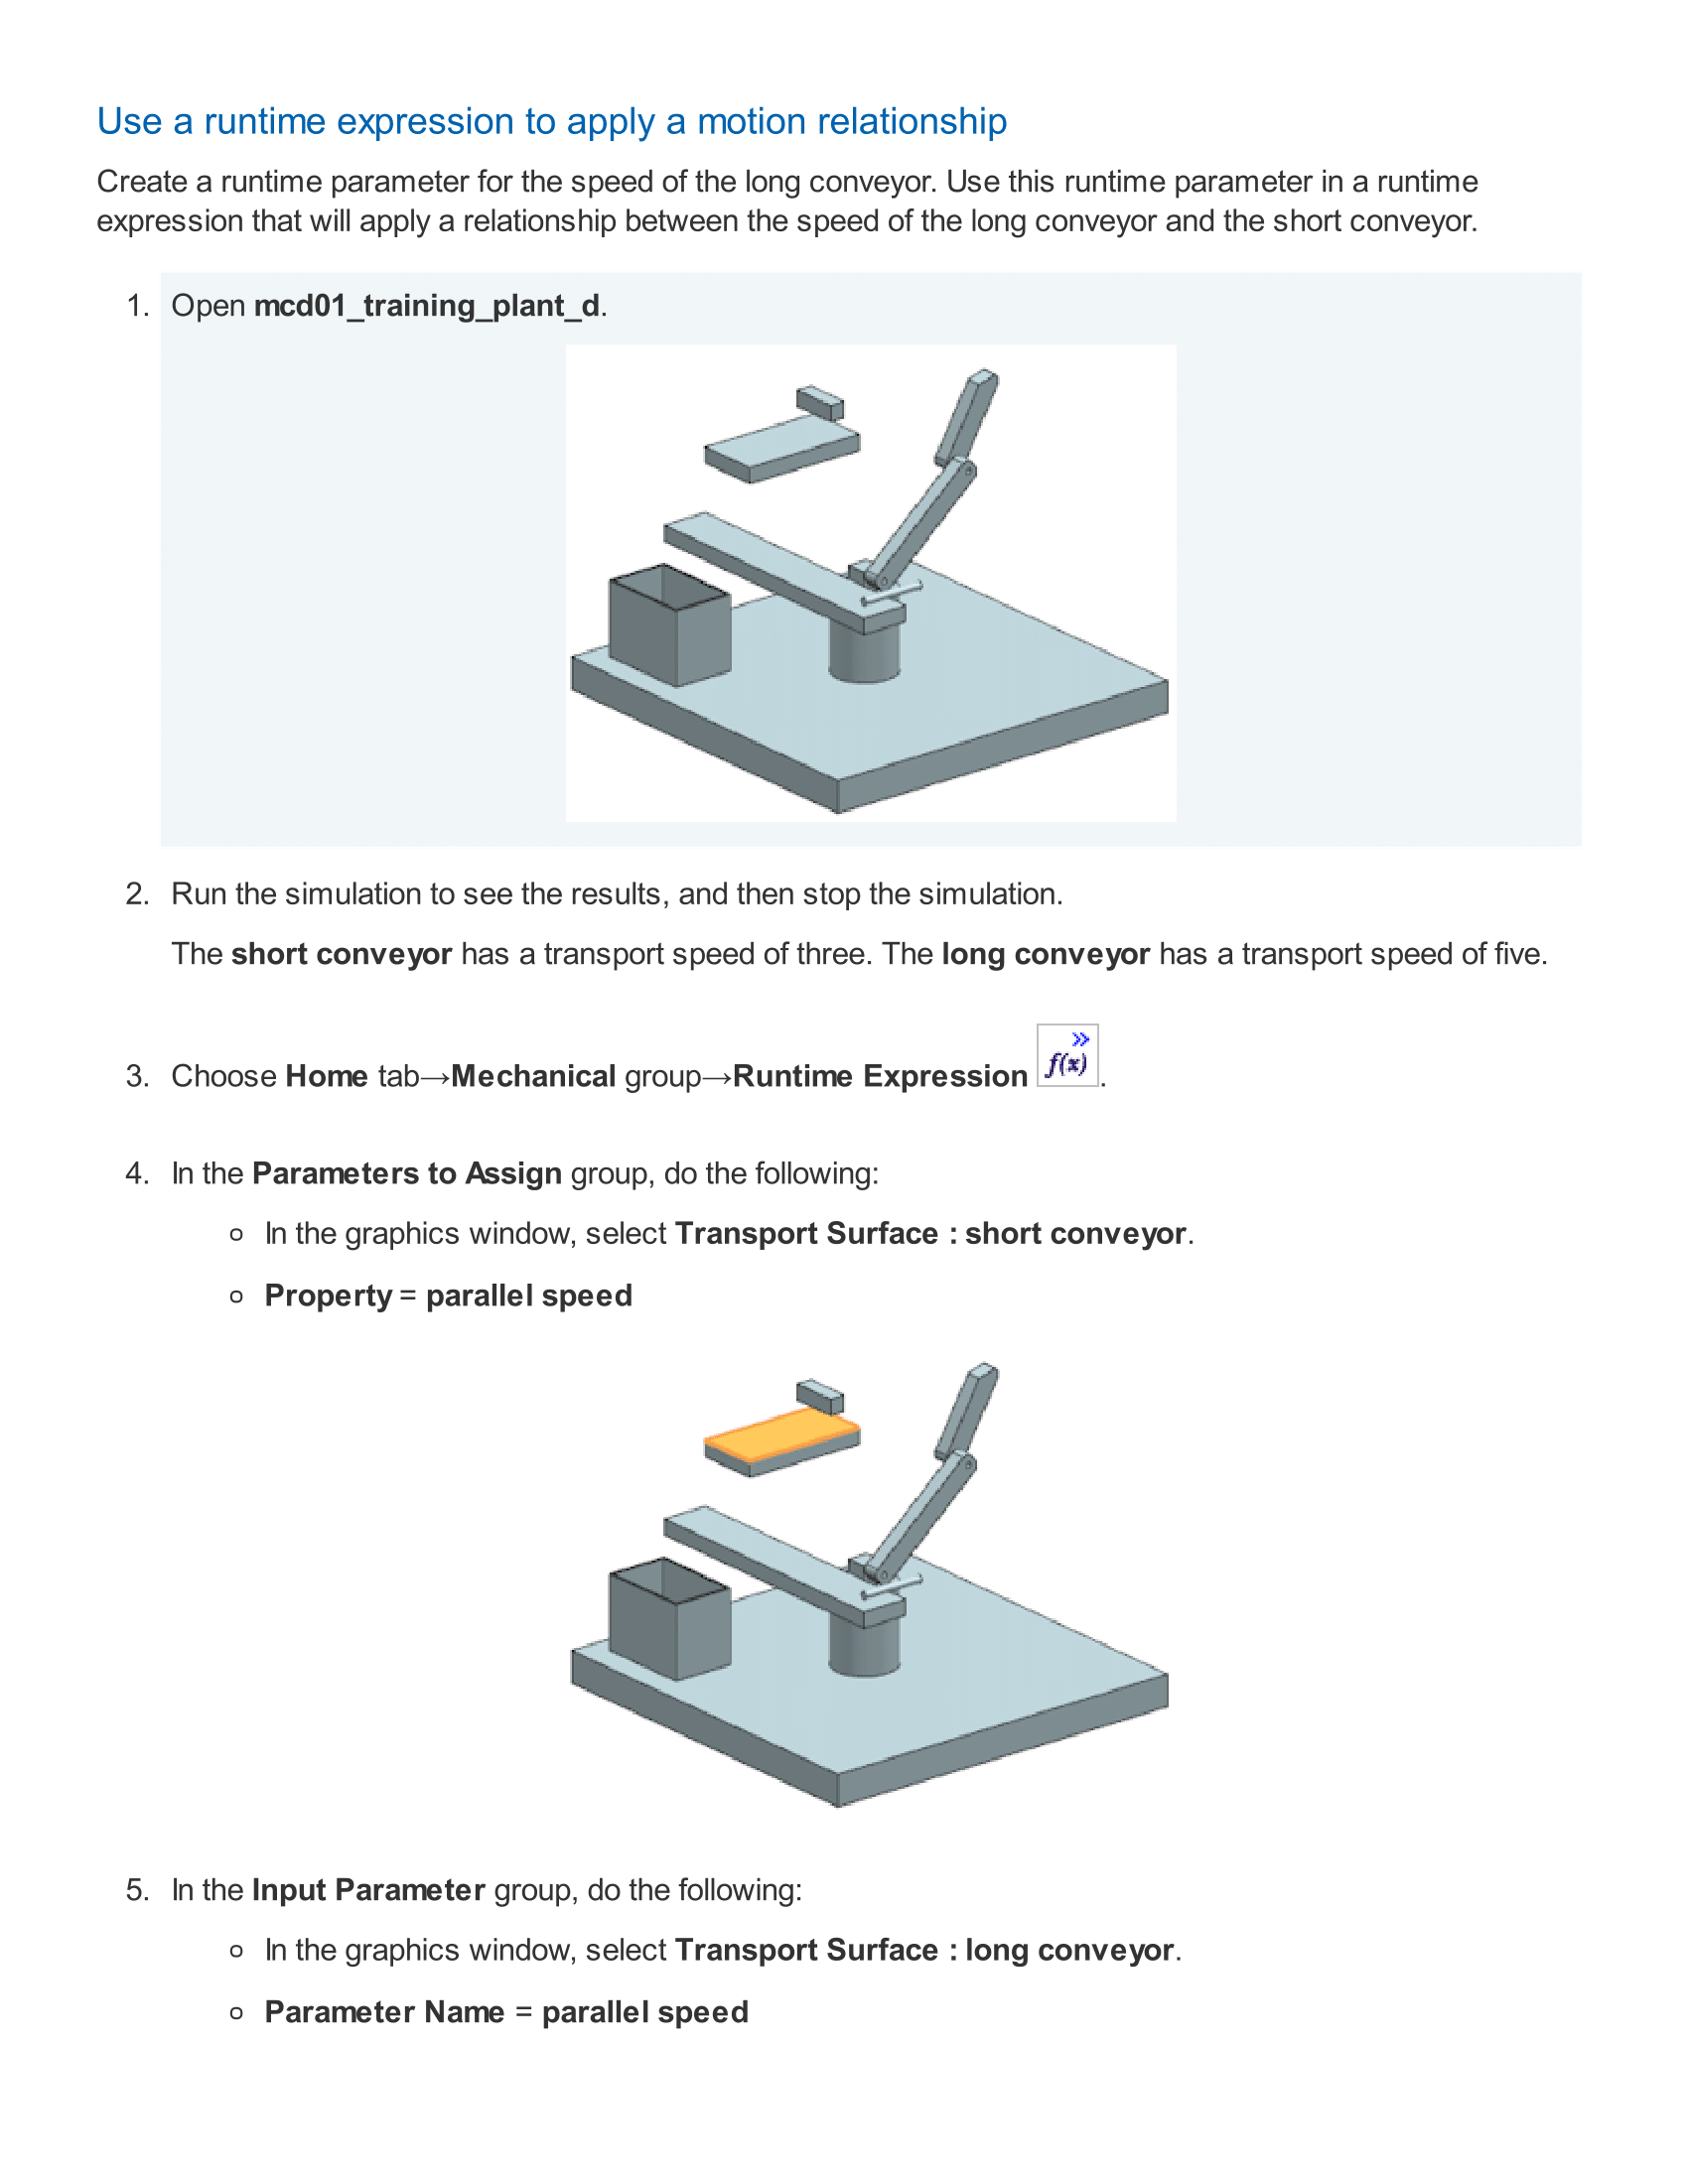 Use a runtime expression to apply a motion relationship
Create a runtime parameter for the speed of the long conveyor. Use this runtime parameter in a runtime
expression that will apply a relationship between the speed of the long conveyor and the short conveyor.
1. Open mcd01_training_plant_d.
2. Run the simulation to see the results, and then stop the simulation.
The short conveyor has a transport speed of three. The long conveyor has a transport speed of five.
3. Choose Home tab→Mechanical group→Runtime Expression f(x).
4. In the Parameters to Assign group, do the following:
o In the graphics window, select Transport Surface : short conveyor.
o Property = parallel speed
5. In the Input Parameter group, do the following:
o In the graphics window, select Transport Surface : long conveyor.
o Parameter Name = parallel speed